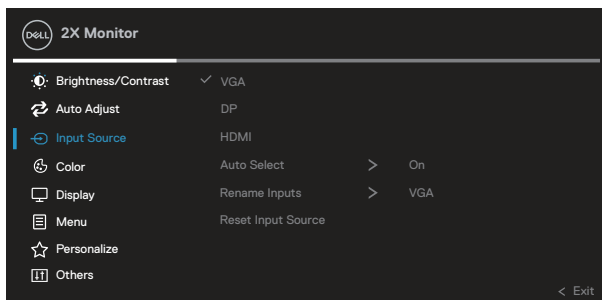 DELL 2X Monitor
Brightness/Contrast ✓ VGA
Auto Adjust DP
Input Source HDMI
Color Auto Select > On
Display Rename Inputs > VGA
Menu Reset Input Source
Personalize
Others
< Exit